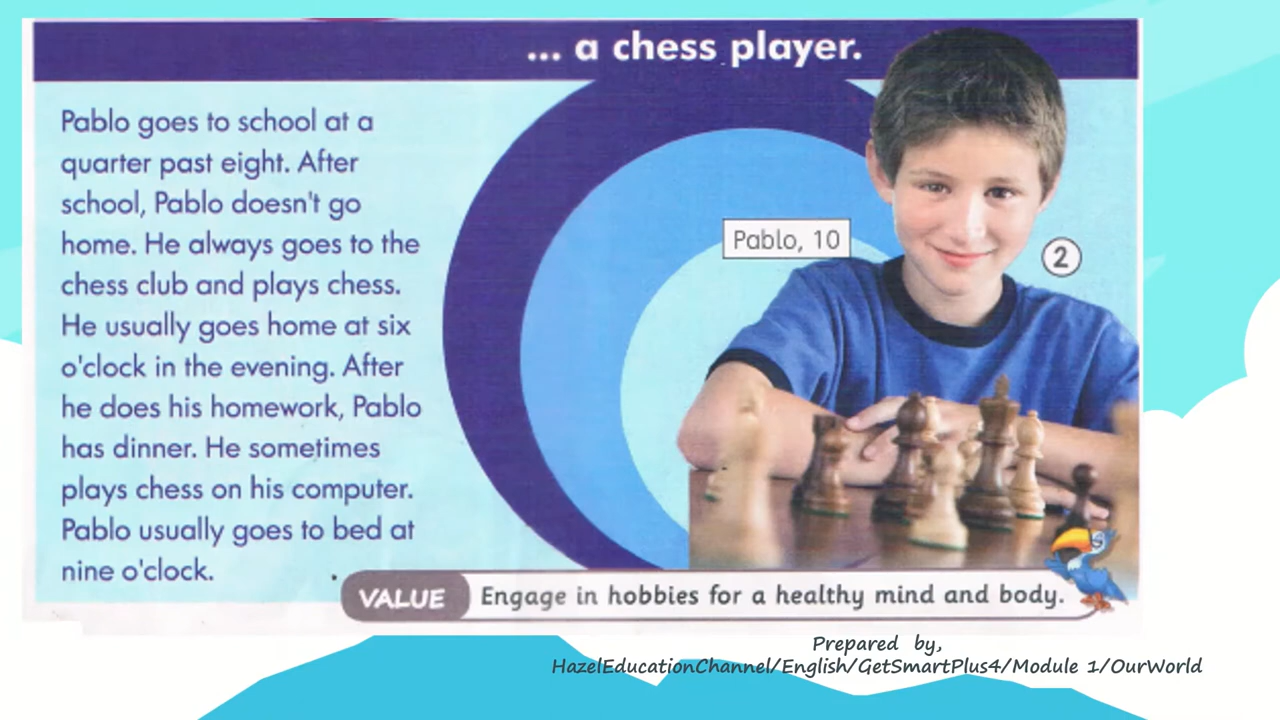 ... a chess player.
Pablo goes to school at a
quarter past eight. After
school, Pablo doesn't go
home. He always goes to the
chess club and plays chess.
He usually goes home at six
o'clock in the evening. After
he does his homework, Pablo
has dinner. He sometimes
plays chess on his computer.
Pablo usually goes to bed at
nine o'clock.
Pablo, 10
2
VALUE Engage in hobbies for a healthy mind and body.
Prepared by,
HazelEducationChannel/English/GetSmartPlus4/Module 1/OurWorld